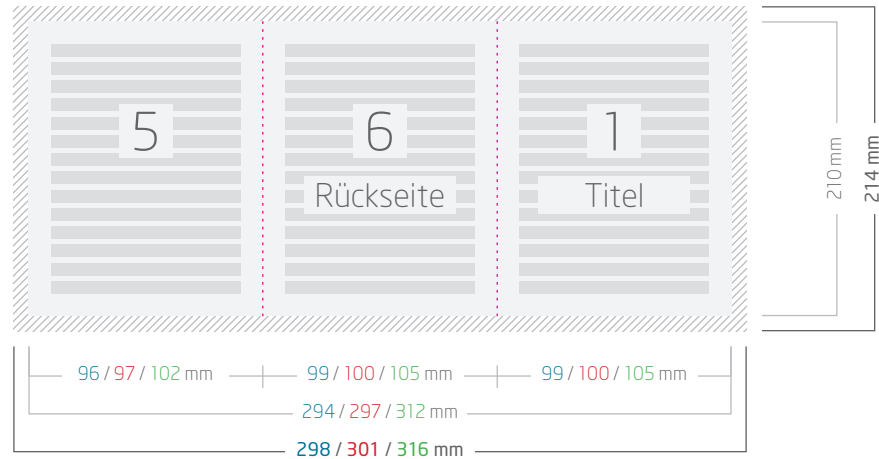 5
6
1
Rückseite
Titel
210 mm
214 mm
96 / 97 / 102 mm
99 / 100 / 105 mm
99 / 100 / 105 mm
294 / 297 / 312 mm
298 / 301 / 316 mm